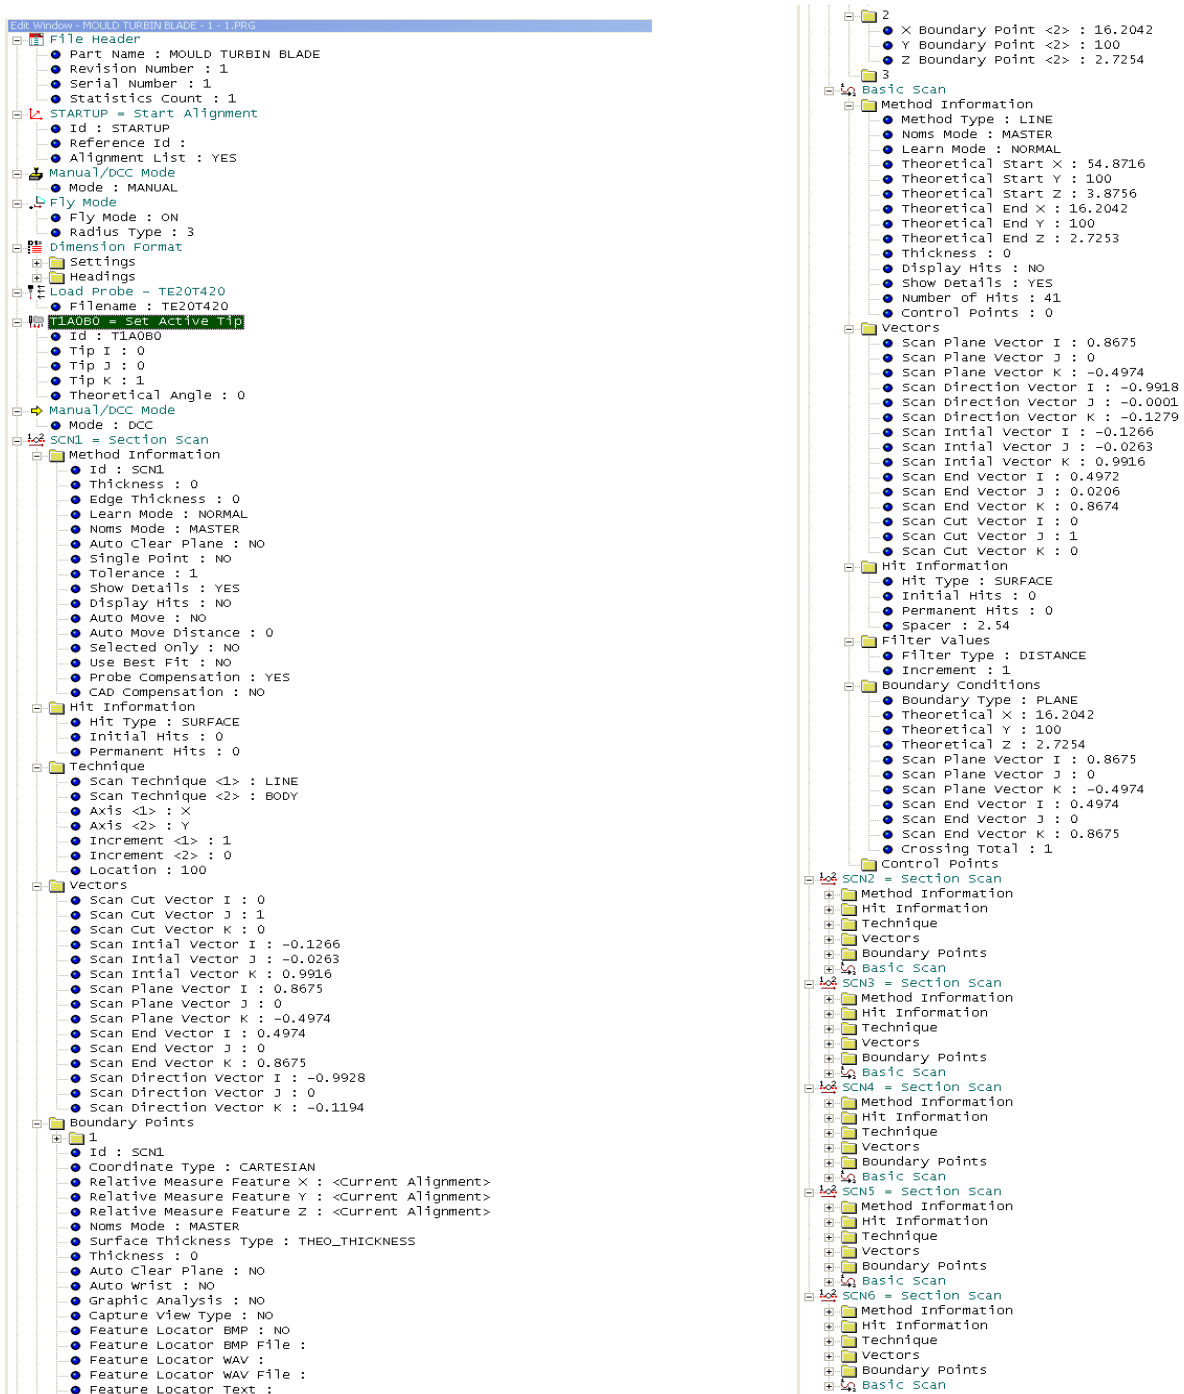 Edit Window - MOULD TURBIN BLADE - 1 - 1.PRG
File Header
Part Name : MOULD TURBIN BLADE
Revision Number : 1
Serial Number : 1
Statistics Count : 1
STARTUP = Start Alignment
Id : STARTUP
Reference Id :
Alignment List : YES
Manual/DCC Mode
Mode : MANUAL
Fly Mode
Fly Mode : ON
Radius Type : 3
Dimension Format
Settings
Headings
Load Probe - TE20T420
Filename : TE20T420
T1A0B0 = Set Active Tip
Id : T1A0B0
Tip I : 0
Tip J : 0
Tip K : 1
Theoretical Angle : 0
Manual/DCC Mode
Mode : DCC
SCN1 = Section Scan
Method Information
Id : SCN1
Thickness : 0
Edge Thickness : 0
Learn Mode : NORMAL
Noms Mode : MASTER
Auto Clear Plane : NO
Single Point : NO
Tolerance : 1
Show Details : YES
Display Hits : NO
Auto Move : NO
Auto Move Distance : 0
Selected Only : NO
Use Best Fit : NO
Probe Compensation : YES
CAD Compensation : NO
Hit Information
Hit Type : SURFACE
Initial Hits : 0
Permanent Hits : 0
Technique
Scan Technique <1> : LINE
Scan Technique <2> : BODY
Axis <1> : X
Axis <2> : Y
Increment <1> : 1
Increment <2> : 0
Location : 100
Vectors
Scan Cut Vector I : 0
Scan Cut Vector J : 1
Scan Cut Vector K : 0
Scan Intial Vector I : -0.1266
Scan Intial Vector J : -0.0263
Scan Intial Vector K : 0.9916
Scan Plane Vector I : 0.8675
Scan Plane Vector J : 0
Scan Plane Vector K : -0.4974
Scan End Vector I : 0.4974
Scan End Vector J : 0
Scan End Vector K : 0.8675
Scan Direction Vector I : -0.9928
Scan Direction Vector J : 0
Scan Direction Vector K : -0.1194
Boundary Points
1
Id : SCN1
Coordinate Type : CARTESIAN
Relative Measure Feature X : <Current Alignment>
Relative Measure Feature Y : <Current Alignment>
Relative Measure Feature Z : <Current Alignment>
Noms Mode : MASTER
Surface Thickness Type : THEO_THICKNESS
Thickness : 0
Auto Clear Plane : NO
Auto Wrist : NO
Graphic Analysis : NO
Capture View Type : NO
Feature Locator BMP : NO
Feature Locator BMP File :
Feature Locator WAV :
Feature Locator WAV File :
Feature Locator Text :
2
X Boundary Point <2> : 16.2042
Y Boundary Point <2> : 100
Z Boundary Point <2> : 2.7254
3
Basic Scan
Method Information
Method Type : LINE
Noms Mode : MASTER
Learn Mode : NORMAL
Theoretical Start X : 54.8716
Theoretical Start Y : 100
Theoretical Start Z : 3.8756
Theoretical End X : 16.2042
Theoretical End Y : 100
Theoretical End Z : 2.7253
Thickness : 0
Display Hits : NO
Show Details : YES
Number of Hits : 41
Control Points : 0
Vectors
Scan Plane Vector I : 0.8675
Scan Plane Vector J : 0
Scan Plane Vector K : -0.4974
Scan Direction Vector I : -0.9918
Scan Direction Vector J : -0.0001
Scan Direction Vector K : -0.1279
Scan Intial Vector I : -0.1266
Scan Intial Vector J : -0.0263
Scan Intial Vector K : 0.9916
Scan End Vector I : 0.4972
Scan End Vector J : 0.0206
Scan End Vector K : 0.8674
Scan Cut Vector I : 0
Scan Cut Vector J : 1
Scan Cut Vector K : 0
Hit Information
Hit Type : SURFACE
Initial Hits : 0
Permanent Hits : 0
Spacer : 2.54
Filter Values
Filter Type : DISTANCE
Increment : 1
Boundary Conditions
Boundary Type : PLANE
Theoretical X : 16.2042
Theoretical Y : 100
Theoretical Z : 2.7254
Scan Plane Vector I : 0.8675
Scan Plane Vector J : 0
Scan Plane Vector K : -0.4974
Scan End Vector I : 0.4974
Scan End Vector J : 0
Scan End Vector K : 0.8675
Crossing Total : 1
Control Points
SCN2 = Section Scan
Method Information
Hit Information
Technique
Vectors
Boundary Points
Basic Scan
SCN3 = Section Scan
Method Information
Hit Information
Technique
Vectors
Boundary Points
Basic Scan
SCN4 = Section Scan
Method Information
Hit Information
Technique
Vectors
Boundary Points
Basic Scan
SCN5 = Section Scan
Method Information
Hit Information
Technique
Vectors
Boundary Points
Basic Scan
SCN6 = Section Scan
Method Information
Hit Information
Technique
Vectors
Boundary Points
Basic Scan